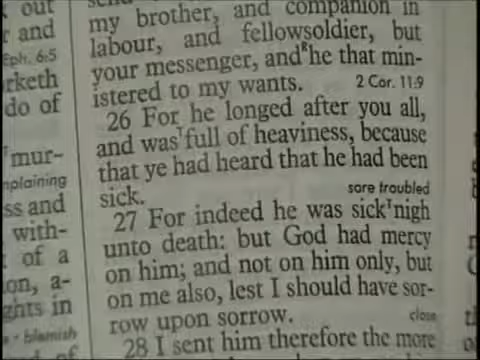 out
r and
Eph. 6:5
rketh
do of
mur-
nplaining
ss and
with-
of a
on, a-
ghts in
blemish
my brother, and companion in
labour, and fellowsoldier, but
your messenger, and R he that min-
istered to my wants. 2 Cor. 11:9
26 For he longed after you all,
and was T full of heaviness, because
that ye had heard that he had been
sick. sore troubled
27 For indeed he was sick T nigh
unto death: but God had mercy
on him; and not on him only, but
on me also, lest I should have sor-
row upon sorrow. close
28 I sent him therefore the more